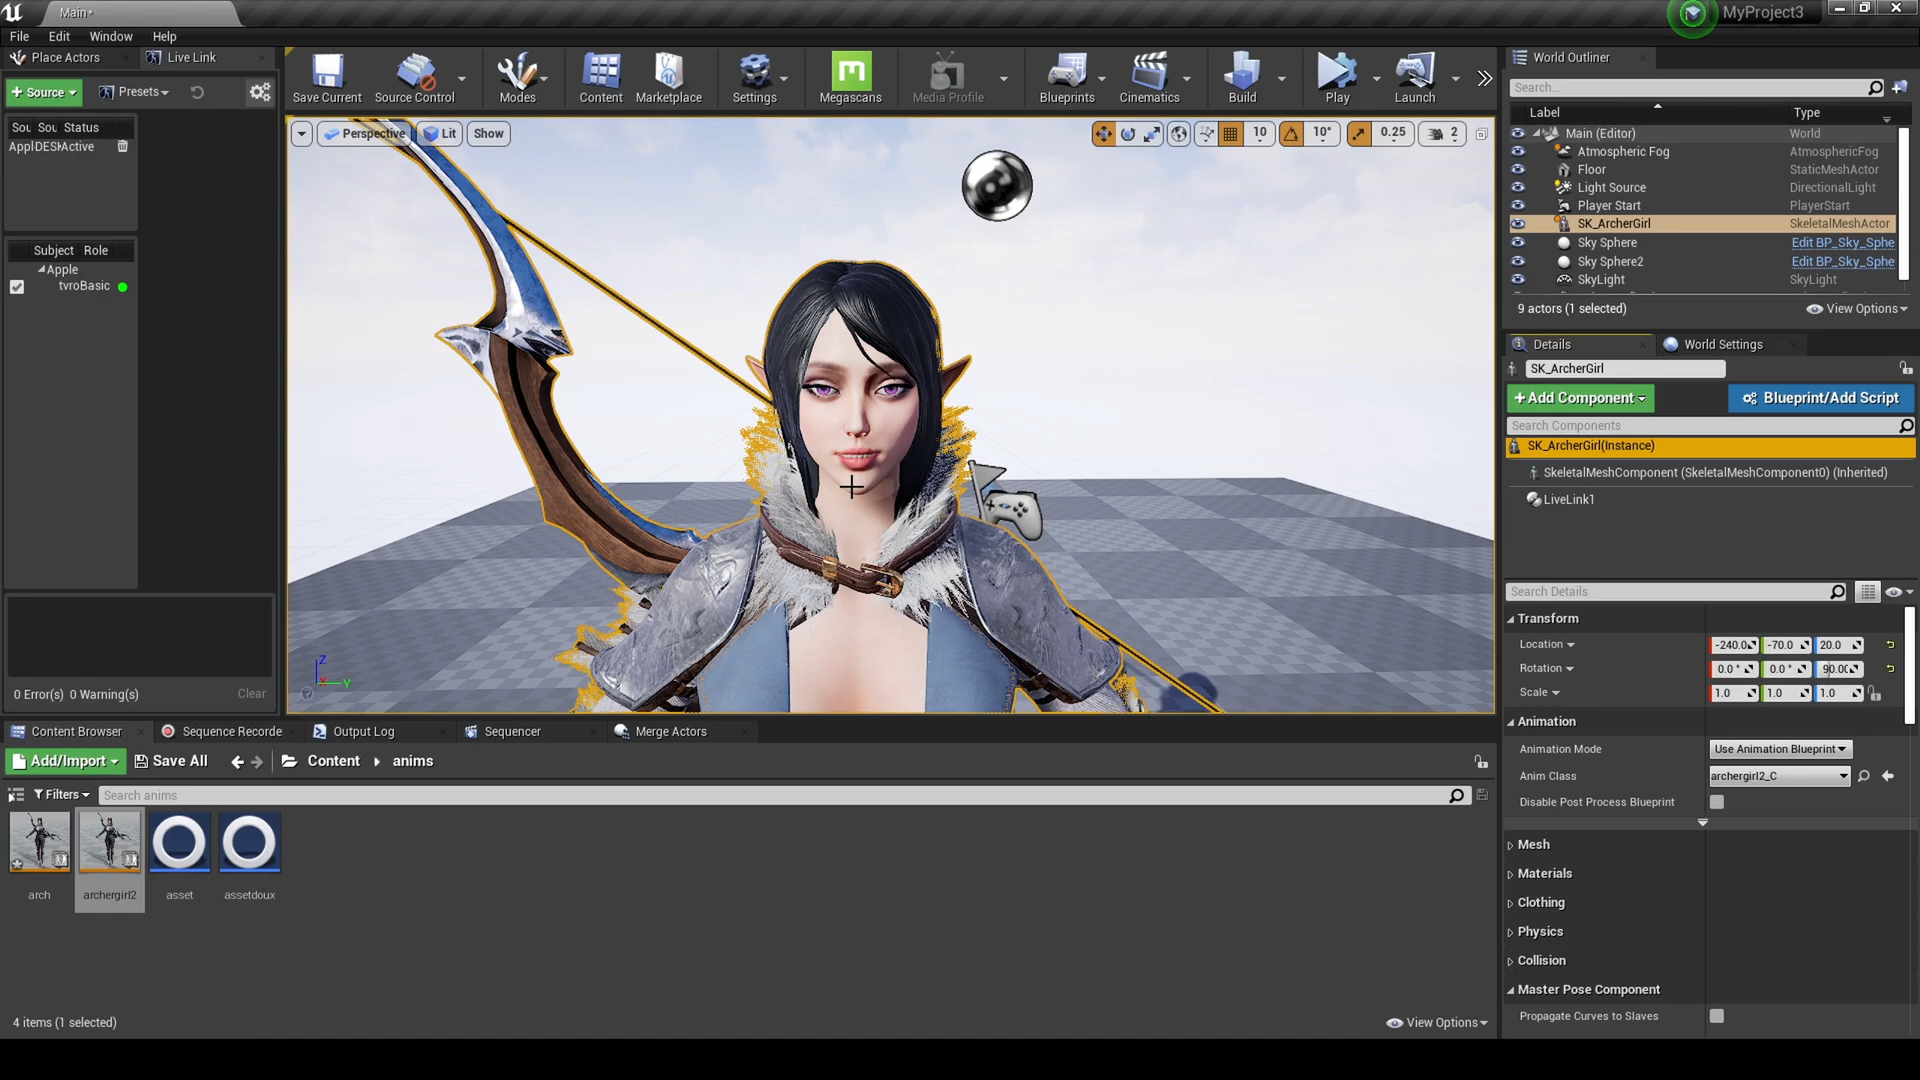 Main*
MyProject3
File Edit Window Help
Place Actors
Live Link
+ Source
Presets
Sou Sou Status
ApplDESKActive
Subject Role
Apple
tvroBasic
0 Error(s) 0 Warning(s)
Clear
Save Current
Source Control
Modes
Content
Marketplace
Settings
Megascans
Media Profile
Blueprints
Cinematics
Build
Play
Launch
Perspective
Lit
Show
10
10°
0.25
2
Z
Y
World Outliner
Search...
Label
Type
Main (Editor) World
Atmospheric Fog AtmosphericFog
Floor StaticMeshActor
Light Source DirectionalLight
Player Start PlayerStart
SK_ArcherGirl SkeletalMeshActor
Sky Sphere Edit BP_Sky_Sphe
Sky Sphere2 Edit BP_Sky_Sphe
SkyLight SkyLight
9 actors (1 selected)
View Options
Details
World Settings
SK_ArcherGirl
+Add Component
Blueprint/Add Script
Search Components
SK_ArcherGirl(Instance)
SkeletalMeshComponent (SkeletalMeshComponent0) (Inherited)
LiveLink1
Search Details
Transform
Location -240.0 -70.0 20.0
Rotation 0.0 ° 0.0 ° 90.00
Scale 1.0 1.0 1.0
Animation
Animation Mode Use Animation Blueprint
Anim Class archergirl2_C
Disable Post Process Blueprint
Mesh
Materials
Clothing
Physics
Collision
Master Pose Component
Propagate Curves to Slaves
Content Browser
Sequence Recorde
Output Log
Sequencer
Merge Actors
Add/Import
Save All
Content
anims
Filters
Search anims
arch
archergirl2
asset
assetdoux
4 items (1 selected)
View Options